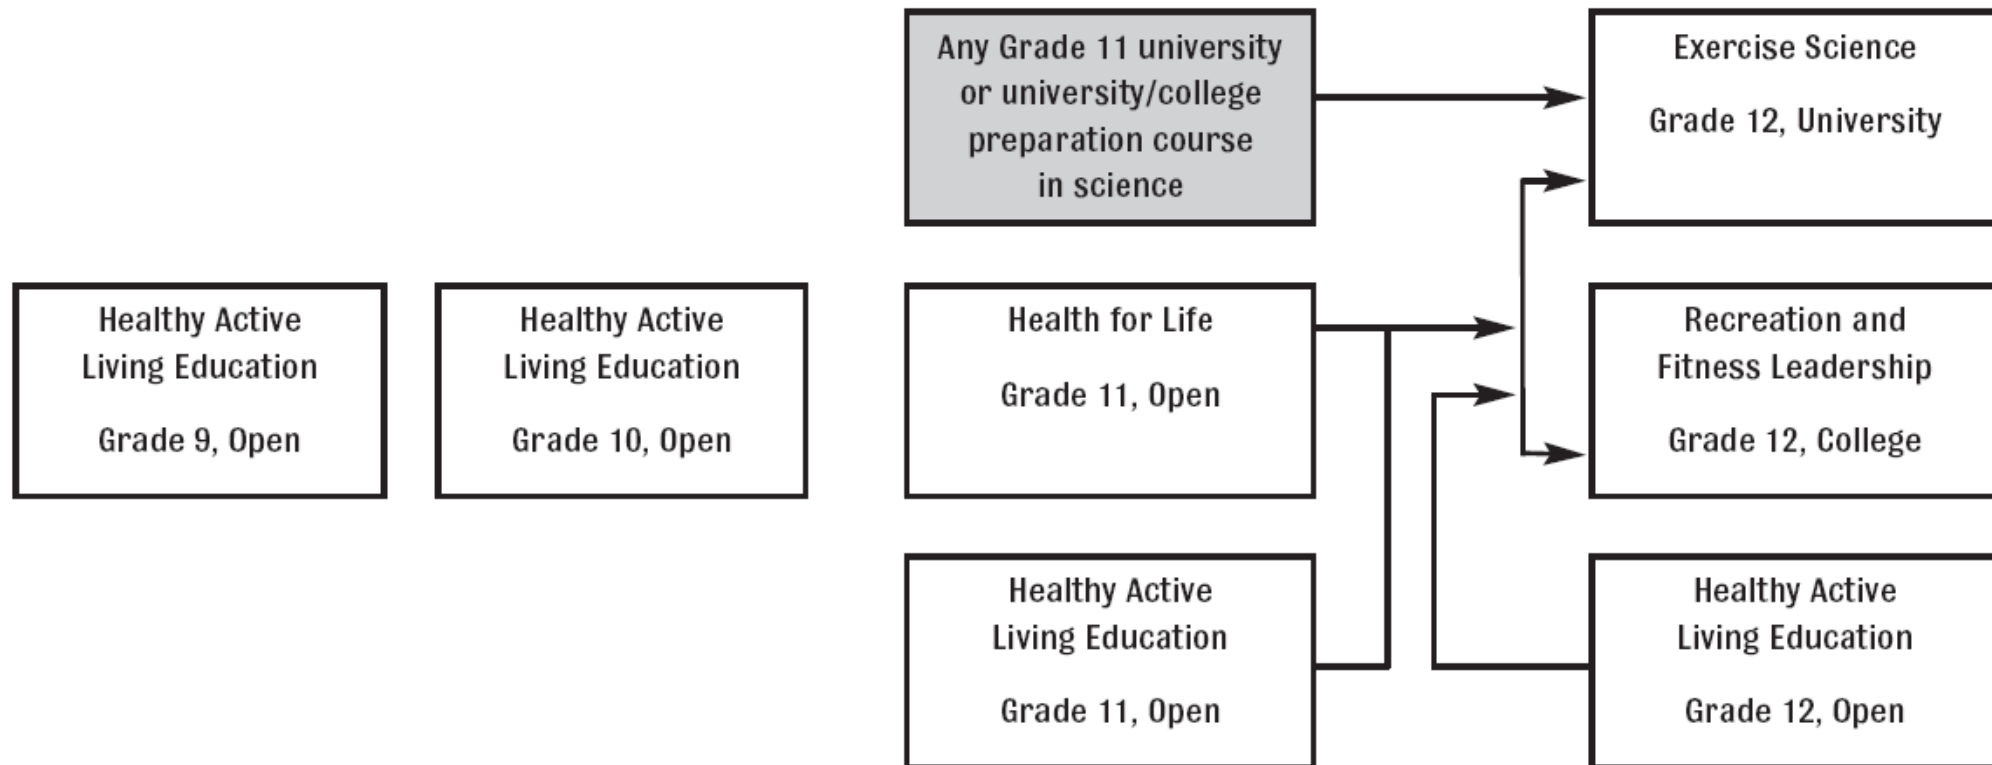 Any Grade 11 university
or university/college
preparation course
in science
Exercise Science
Grade 12, University
Healthy Active
Living Education
Grade 9, Open
Healthy Active
Living Education
Grade 10, Open
Health for Life
Grade 11, Open
Recreation and
Fitness Leadership
Grade 12, College
Healthy Active
Living Education
Grade 11, Open
Healthy Active
Living Education
Grade 12, Open